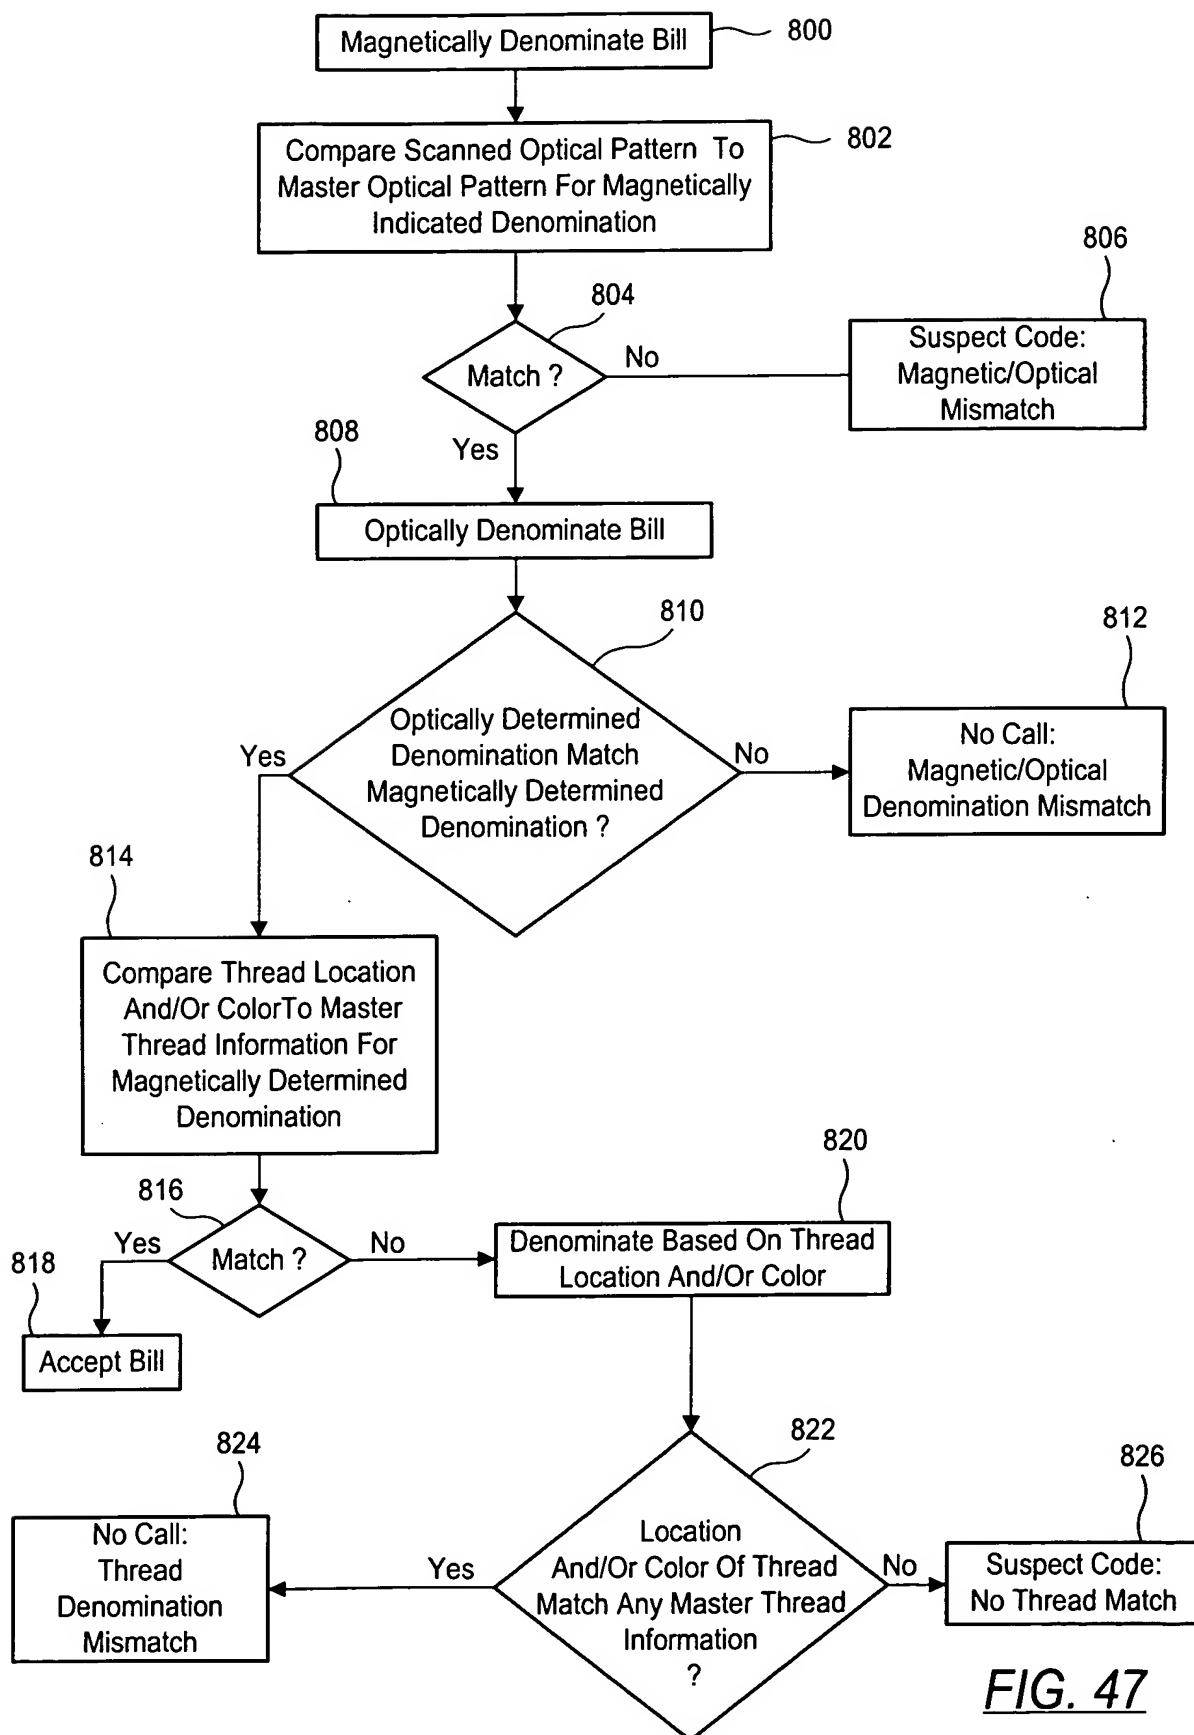 Magnetically Denominate Bill
800
Compare Scanned Optical Pattern To
Master Optical Pattern For Magnetically
Indicated Denomination
802
804
Match ?
No
Yes
806
Suspect Code:
Magnetic/Optical
Mismatch
808
Optically Denominate Bill
810
Optically Determined
Denomination Match
Magnetically Determined
Denomination ?
Yes
No
812
No Call:
Magnetic/Optical
Denomination Mismatch
814
Compare Thread Location
And/Or ColorTo Master
Thread Information For
Magnetically Determined
Denomination
816
Match ?
Yes
No
818
Accept Bill
820
Denominate Based On Thread
Location And/Or Color
822
Location
And/Or Color Of Thread
Match Any Master Thread
Information
?
Yes
No
824
No Call:
Thread
Denomination
Mismatch
826
Suspect Code:
No Thread Match
FIG. 47